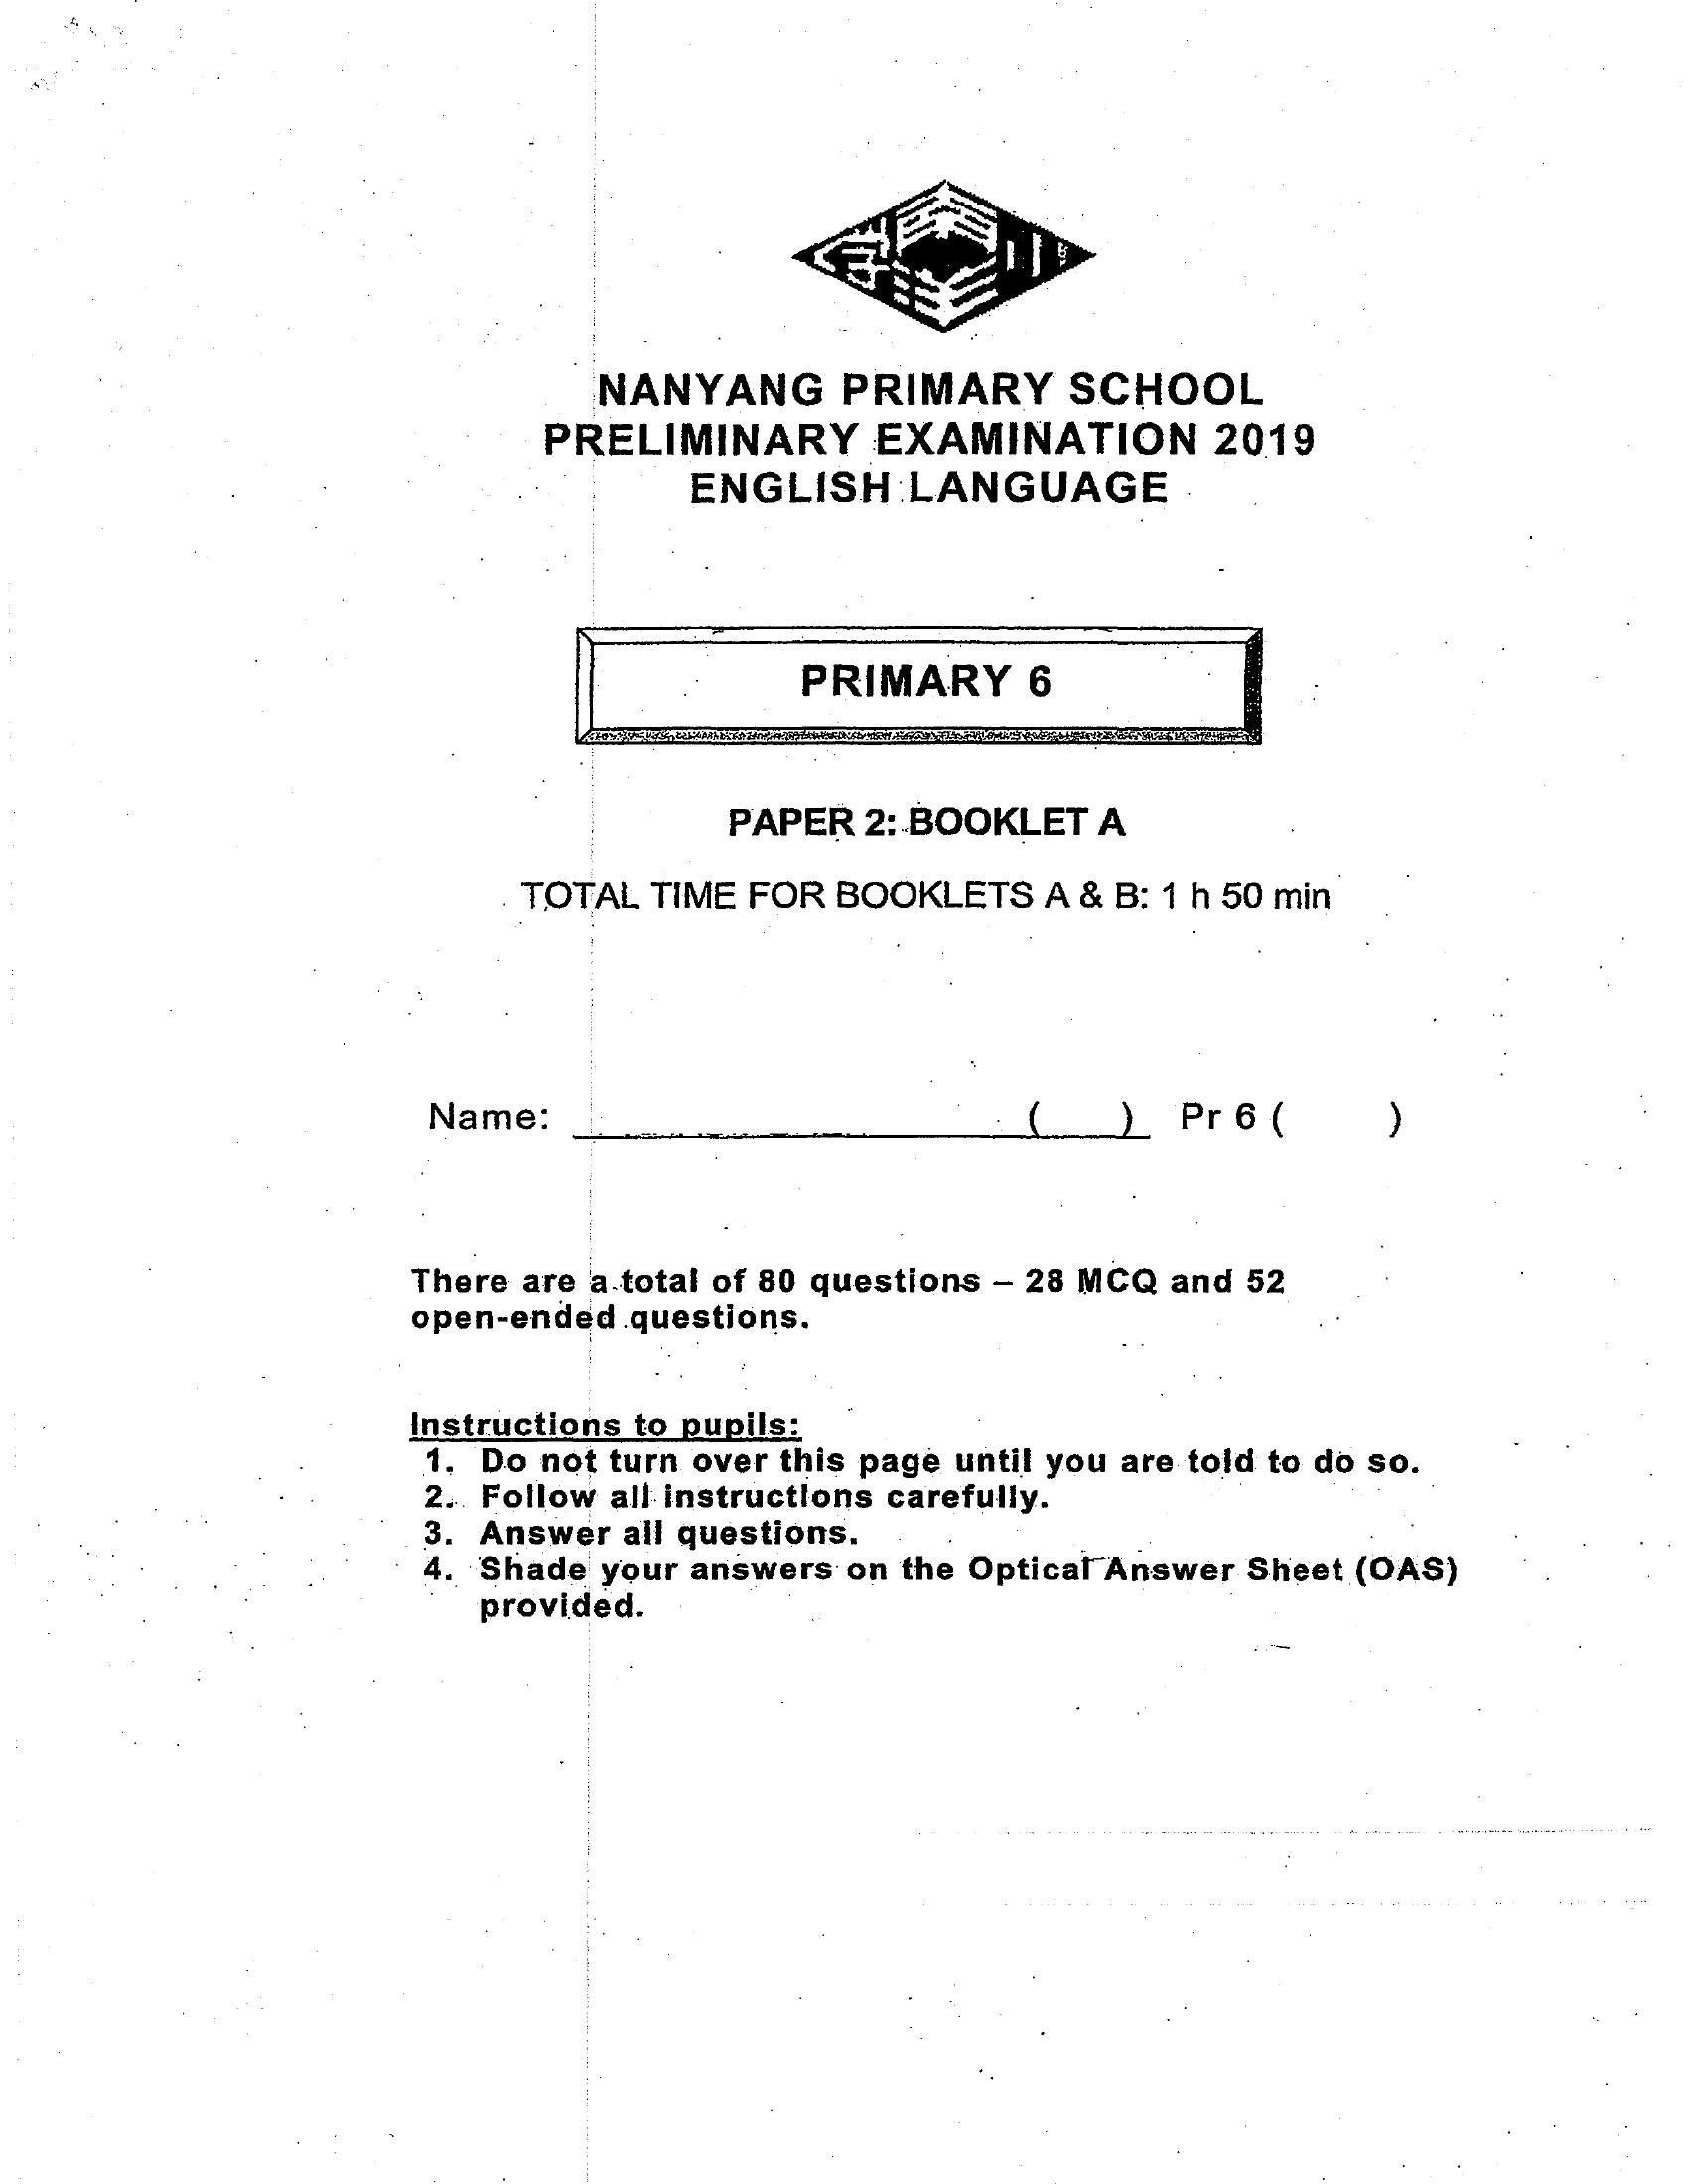 NANYANG PRIMARY SCHOOL
PRELIMINARY EXAMINATION 2019
ENGLISH LANGUAGE
PRIMARY 6
PAPER 2: BOOKLET A
TOTAL TIME FOR BOOKLETS A & B: 1 h 50 min
Name: ( ) Pr 6 ( )
There are a total of 80 questions – 28 MCQ and 52
open-ended questions.
Instructions to pupils:
1. Do not turn over this page until you are told to do so.
2. Follow all instructions carefully.
3. Answer all questions.
4. Shade your answers on the Optical Answer Sheet (OAS)
provided.